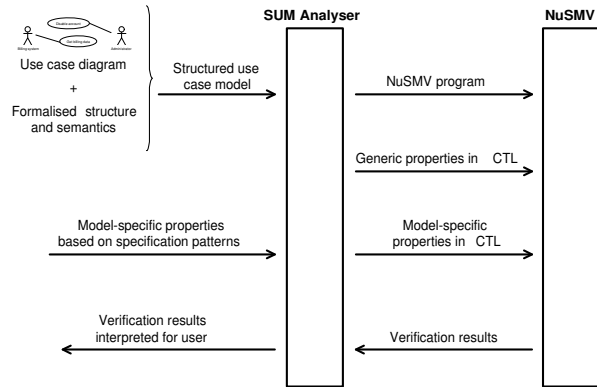 SUM Analyser
NuSMV
Disable account
Get billing data
Billing system
Administrator
Use case diagram
+
Formalised structure
and semantics
Structured use
case model
NuSMV program
Generic properties in CTL
Model-specific properties
based on specification patterns
Model-specific
properties in CTL
Verification results
interpreted for user
Verification results